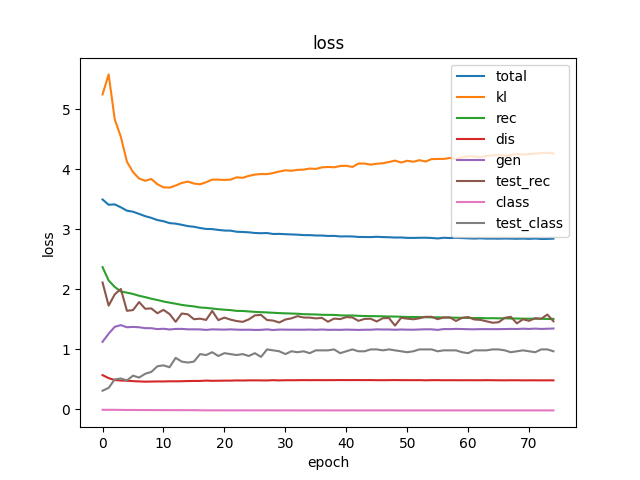 loss
loss
5
4
3
2
1
0
total
kl
rec
dis
gen
test_rec
class
test_class
0 10 20 30 40 50 60 70
epoch